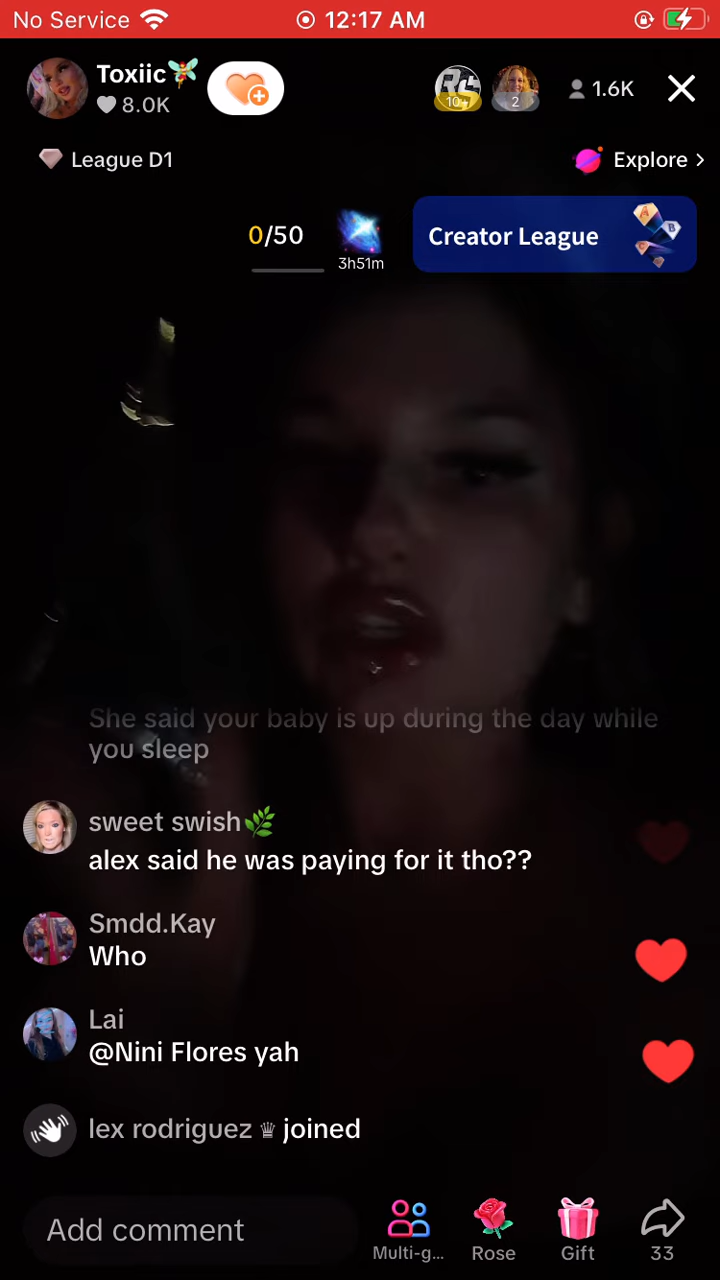 No Service 12:17 AM
Toxiic
8.0K
10+
2
1.6K
League D1
Explore >
0/50
3h51m
Creator League
A
B
C
She said your baby is up during the day while
you sleep
sweet swish🌿
alex said he was paying for it tho??
Smdd.Kay
Who
Lai
@Nini Flores yah
lex rodriguez ♕ joined
Add comment
Multi-g...
Rose
Gift
33